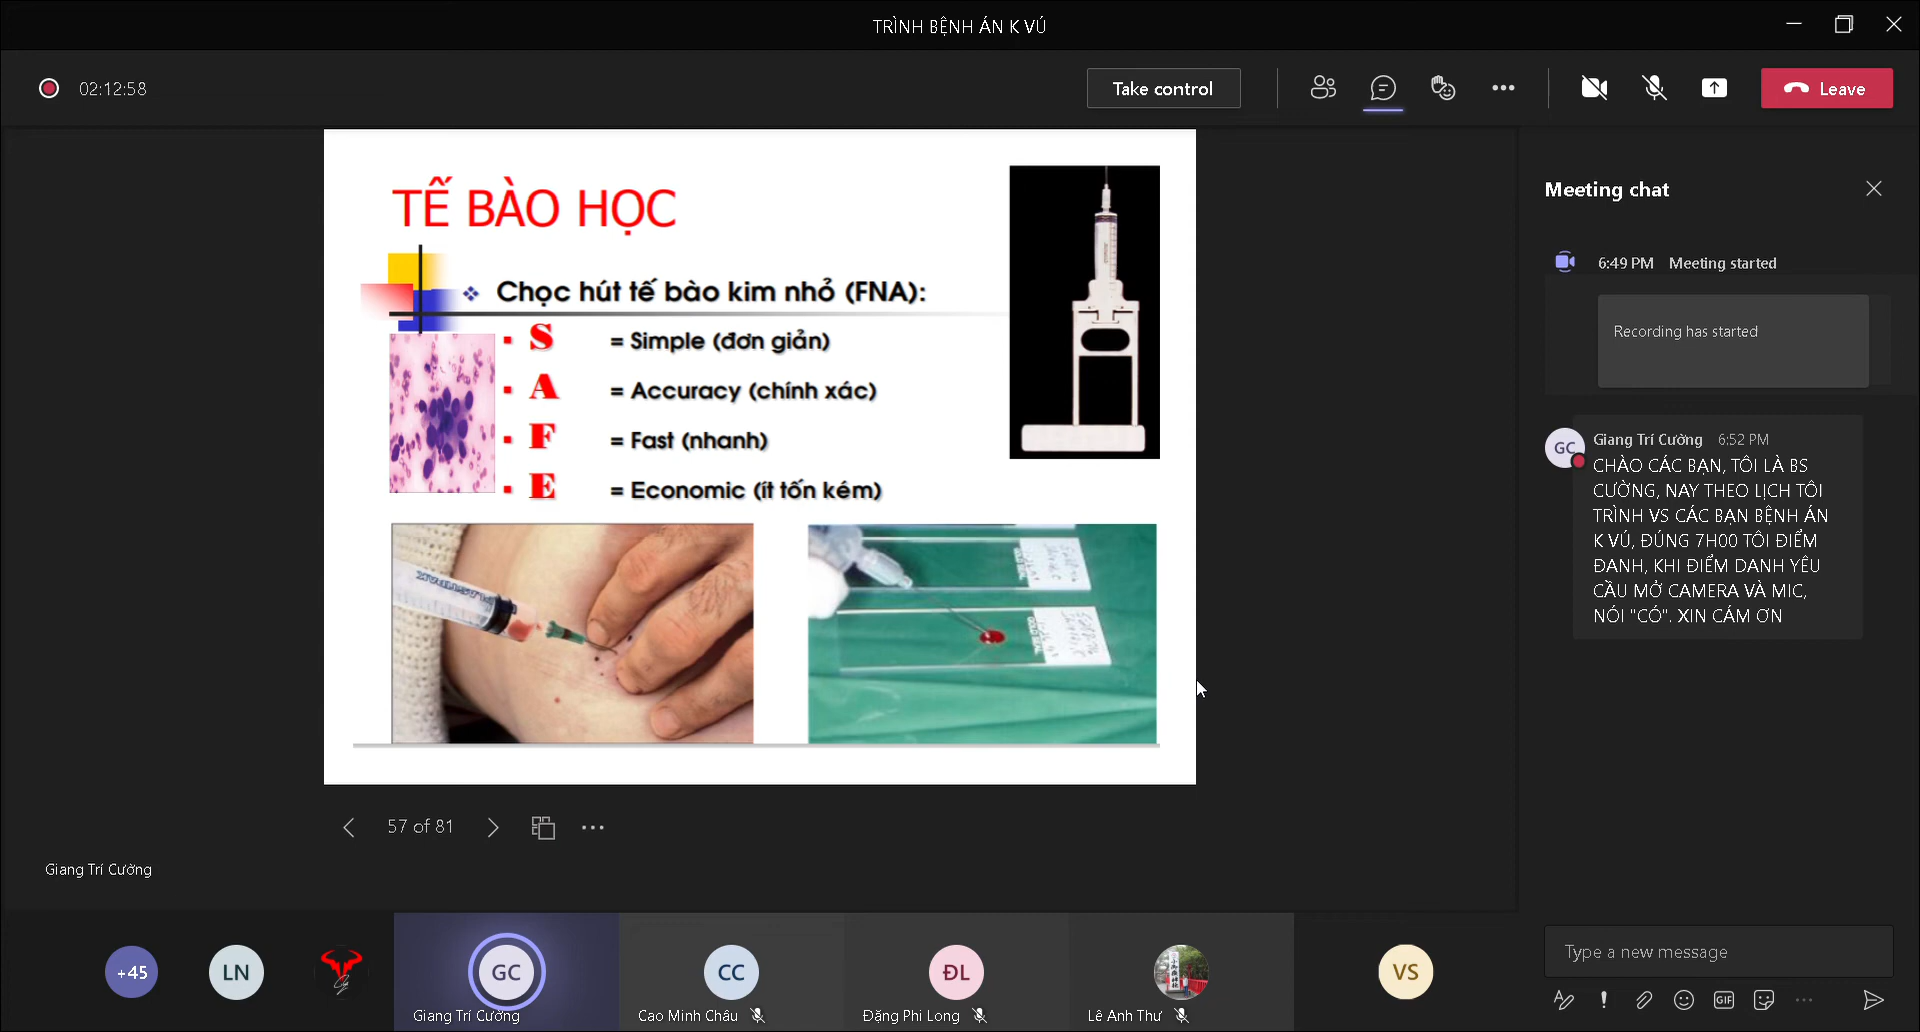 TRÌNH BỆNH ÁN K VÚ
02:12:58
Take control
Leave
TẾ BÀO HỌC
Chọc hút tế bào kim nhỏ (FNA):
S = Simple (đơn giản)
A = Accuracy (chính xác)
F = Fast (nhanh)
E = Economic (ít tốn kém)
57 of 81
Giang Trí Cường
Meeting chat
6:49 PM Meeting started
Recording has started
GC
Giang Trí Cường 6:52 PM
CHÀO CÁC BẠN, TÔI LÀ BS
CƯỜNG, NAY THEO LỊCH TÔI
TRÌNH VS CÁC BẠN BỆNH ÁN
K VÚ, ĐÚNG 7H00 TÔI ĐIỂM
ĐANH, KHI ĐIỂM DANH YÊU
CẦU MỞ CAMERA VÀ MIC,
NÓI "CÓ". XIN CÁM ƠN
+45
LN
GC
Giang Trí Cường
CC
Cao Minh Châu
ĐL
Đặng Phi Long
Lê Anh Thư
VS
Type a new message
GIF